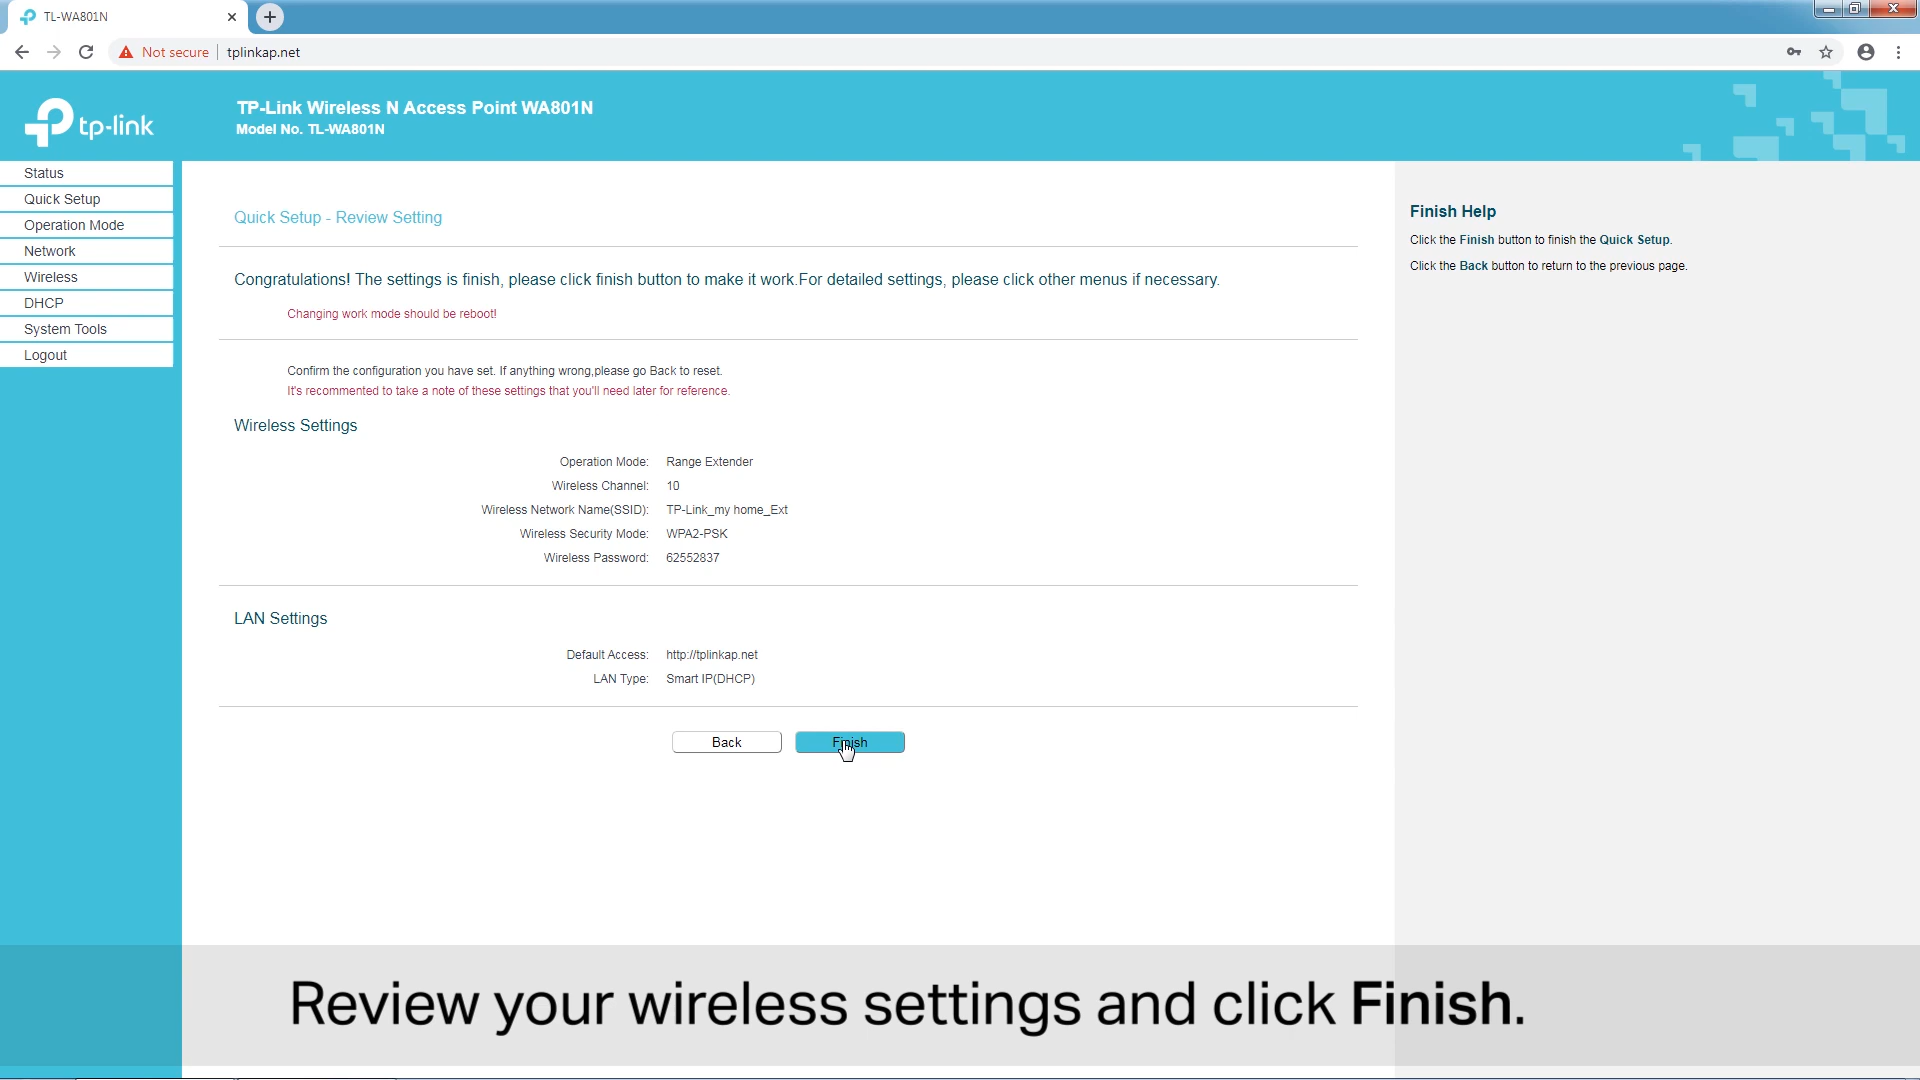 TL-WA801N
Not secure tplinkap.net
tp-link
TP-Link Wireless N Access Point WA801N
Model No. TL-WA801N
Status
Quick Setup
Operation Mode
Network
Wireless
DHCP
System Tools
Logout
Quick Setup - Review Setting
Congratulations! The settings is finish, please click finish button to make it work.For detailed settings, please click other menus if necessary.
Changing work mode should be reboot!
Confirm the configuration you have set. If anything wrong,please go Back to reset.
It's recommented to take a note of these settings that you'll need later for reference.
Wireless Settings
Operation Mode: Range Extender
Wireless Channel: 10
Wireless Network Name(SSID): TP-Link_my home_Ext
Wireless Security Mode: WPA2-PSK
Wireless Password: 62552837
LAN Settings
Default Access: http://tplinkap.net
LAN Type: Smart IP(DHCP)
Back Finish
Finish Help
Click the Finish button to finish the Quick Setup.
Click the Back button to return to the previous page.
Review your wireless settings and click Finish.